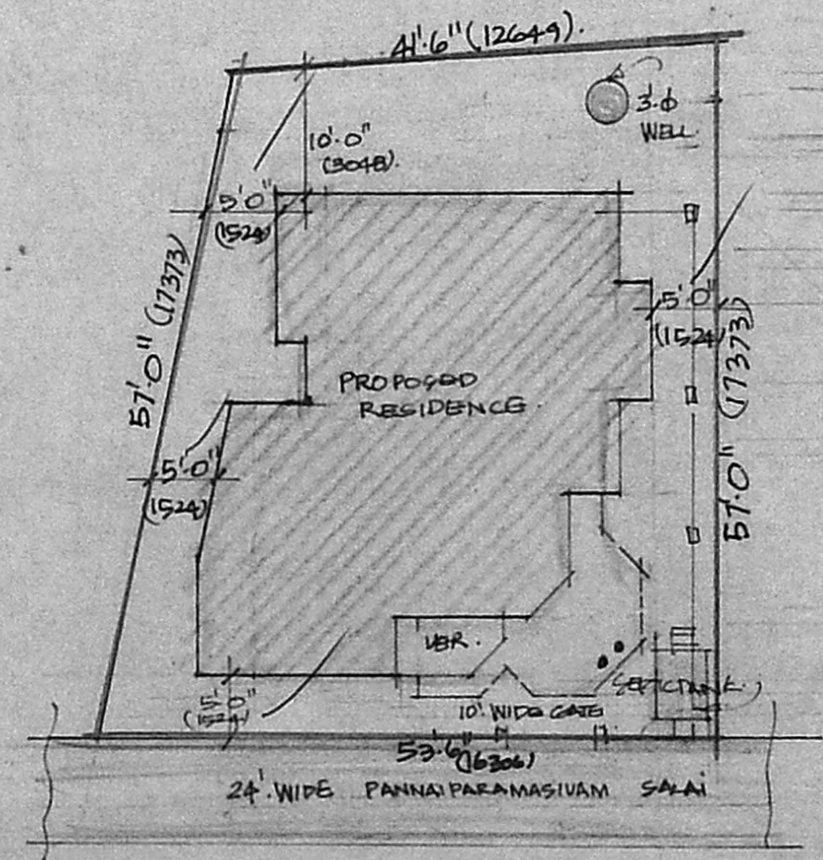 41'-6" (12649).
3'.ф
WELL
10'-0"
(3048).
5'-0"
(1524)
5'-0"
(1524)
57'-0" (17373)
57'-0" (17373)
PROPOSED
RESIDENCE
5'-0"
(1524)
VER.
SEPTIC TANK.
5'-0"
(1524)
10'. WIDE GATE
53'-6" (16306)
24'. WIDE PANNAIPARAMASIVAM SALAI